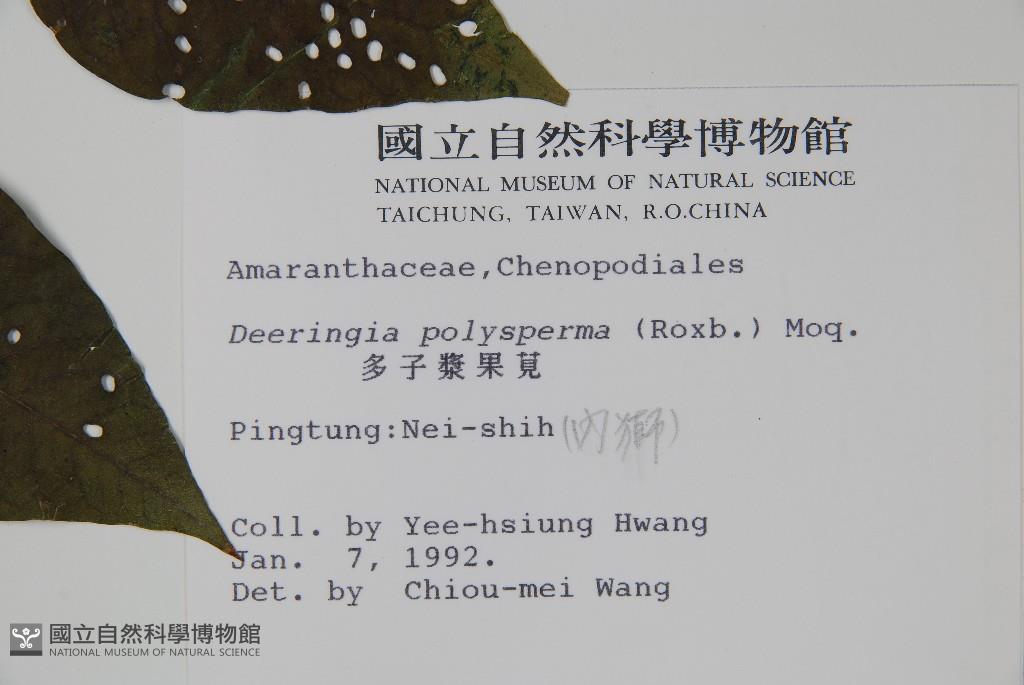 國立自然科學博物館
NATIONAL MUSEUM OF NATURAL SCIENCE
TAICHUNG, TAIWAN, R.O.CHINA
Amaranthaceae,Chenopodiales
Deeringia polysperma (Roxb.) Moq.
多子漿果莧
Pingtung:Nei-shih(內獅)
Coll. by Yee-hsiung Hwang
Jan. 7, 1992.
Det. by Chiou-mei Wang
國立自然科學博物館
NATIONAL MUSEUM OF NATURAL SCIENCE